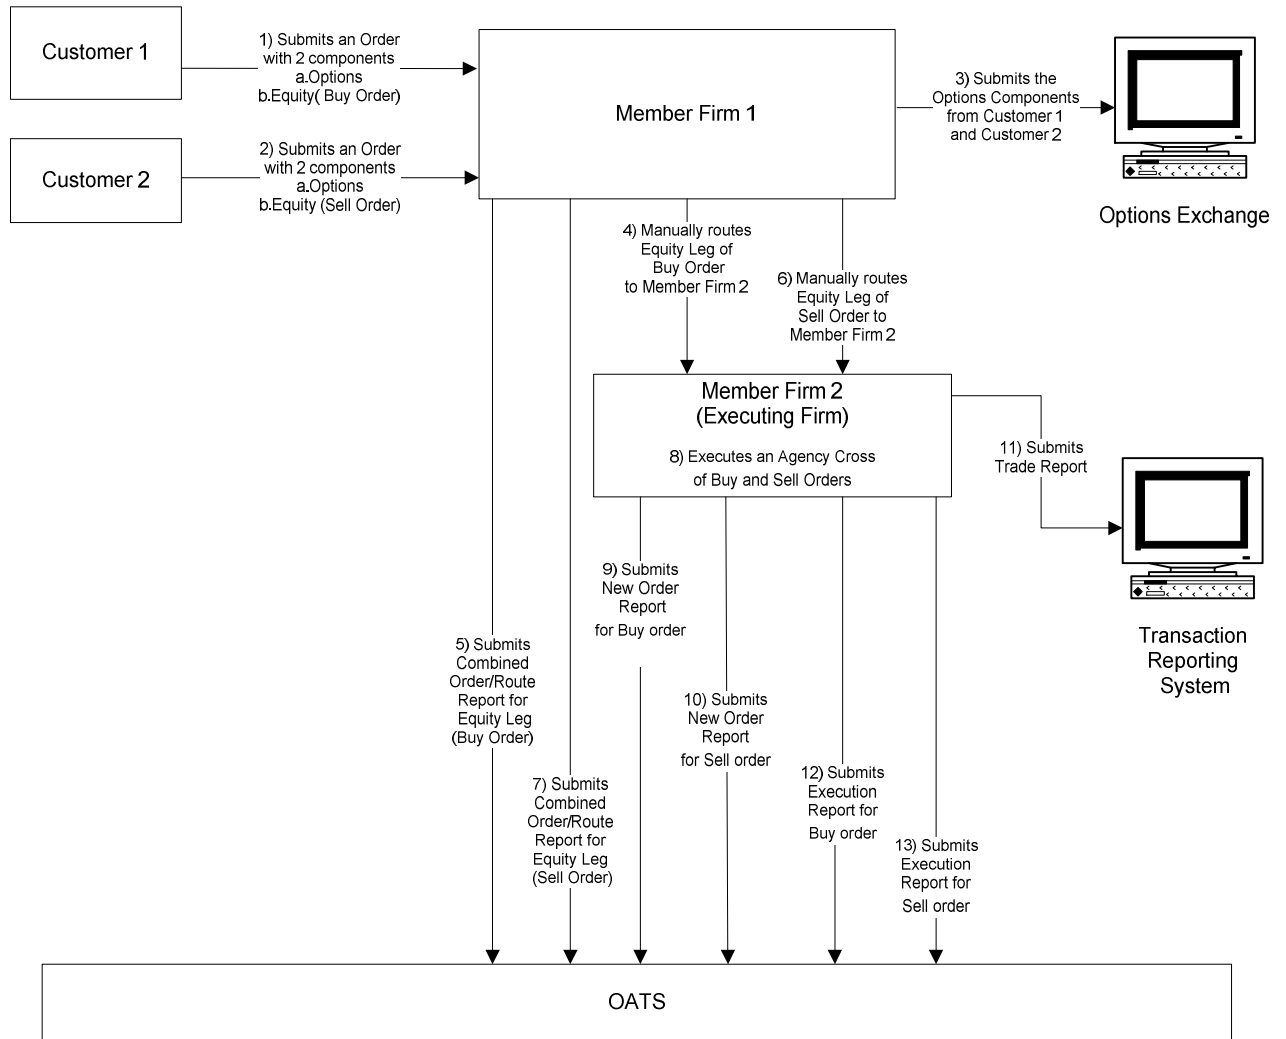 Customer 1
1) Submits an Order
with 2 components
a.Options
b.Equity( Buy Order)
Customer 2
2) Submits an Order
with 2 components
a.Options
b.Equity (Sell Order)
Member Firm 1
3) Submits the
Options Components
from Customer 1
and Customer 2
Options Exchange
4) Manually routes
Equity Leg of
Buy Order
to Member Firm 2
6) Manually routes
Equity Leg of
Sell Order to
Member Firm 2
Member Firm 2
(Executing Firm)
8) Executes an Agency Cross
of Buy and Sell Orders
11) Submits
Trade Report
Transaction
Reporting
System
5) Submits
Combined
Order/Route
Report for
Equity Leg
(Buy Order)
7) Submits
Combined
Order/Route
Report for
Equity Leg
(Sell Order)
9) Submits
New Order
Report
for Buy order
10) Submits
New Order
Report
for Sell order
12) Submits
Execution
Report for
Buy order
13) Submits
Execution
Report for
Sell order
OATS